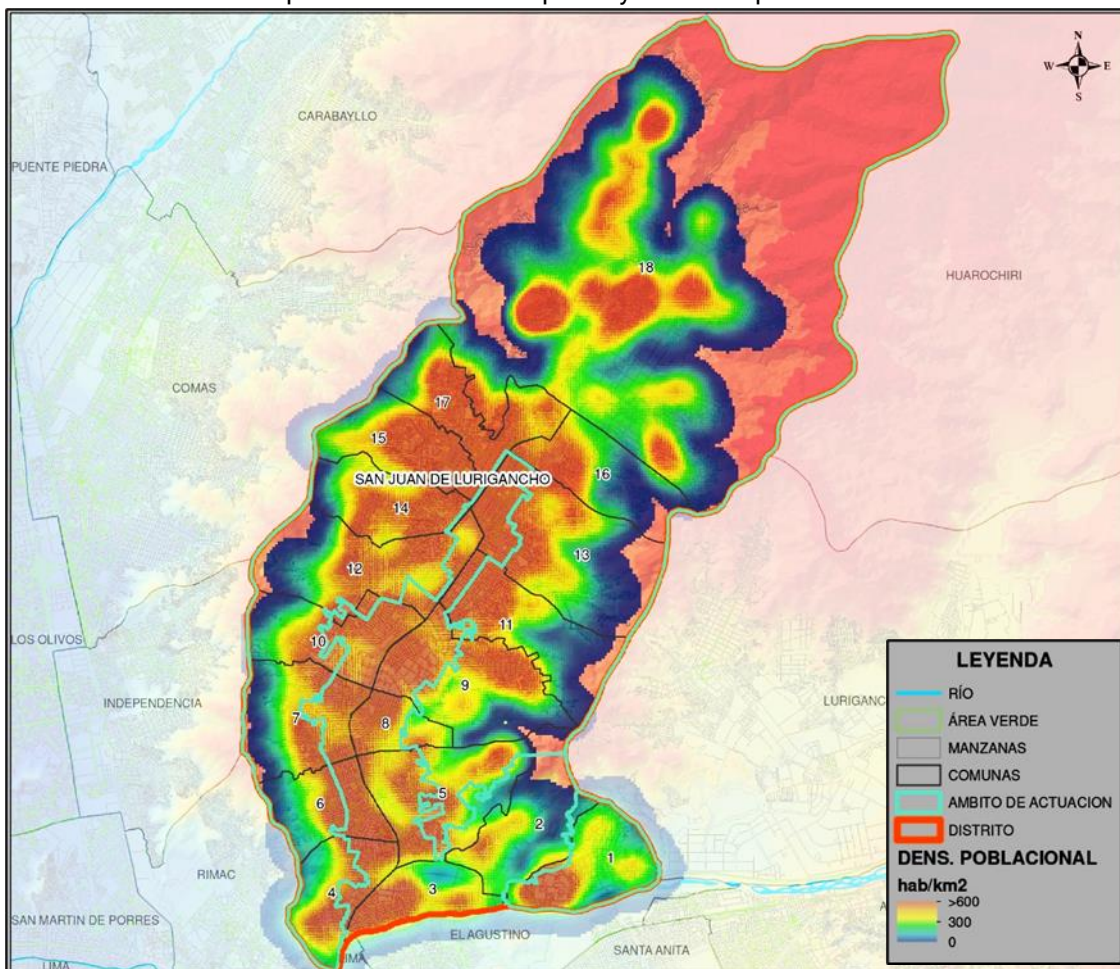 N
W E
S
CARABAYLLO
PUENTE PIEDRA
18
HUAROCHIRI
COMAS
17
15
16
SAN JUAN DE LURIGANCHO
14
13
12
11
10
LOS OLIVOS
9
INDEPENDENCIA
LURIGANC
7
8
5
6
2
1
RIMAC
3
4
SAN MARTIN DE PORRES
EL AGUSTINO
SANTA ANITA
LIMA
LIMA
LEYENDA
RÍO
ÁREA VERDE
MANZANAS
COMUNAS
AMBITO DE ACTUACION
DISTRITO
DENS. POBLACIONAL
hab/km2
>600
300
0